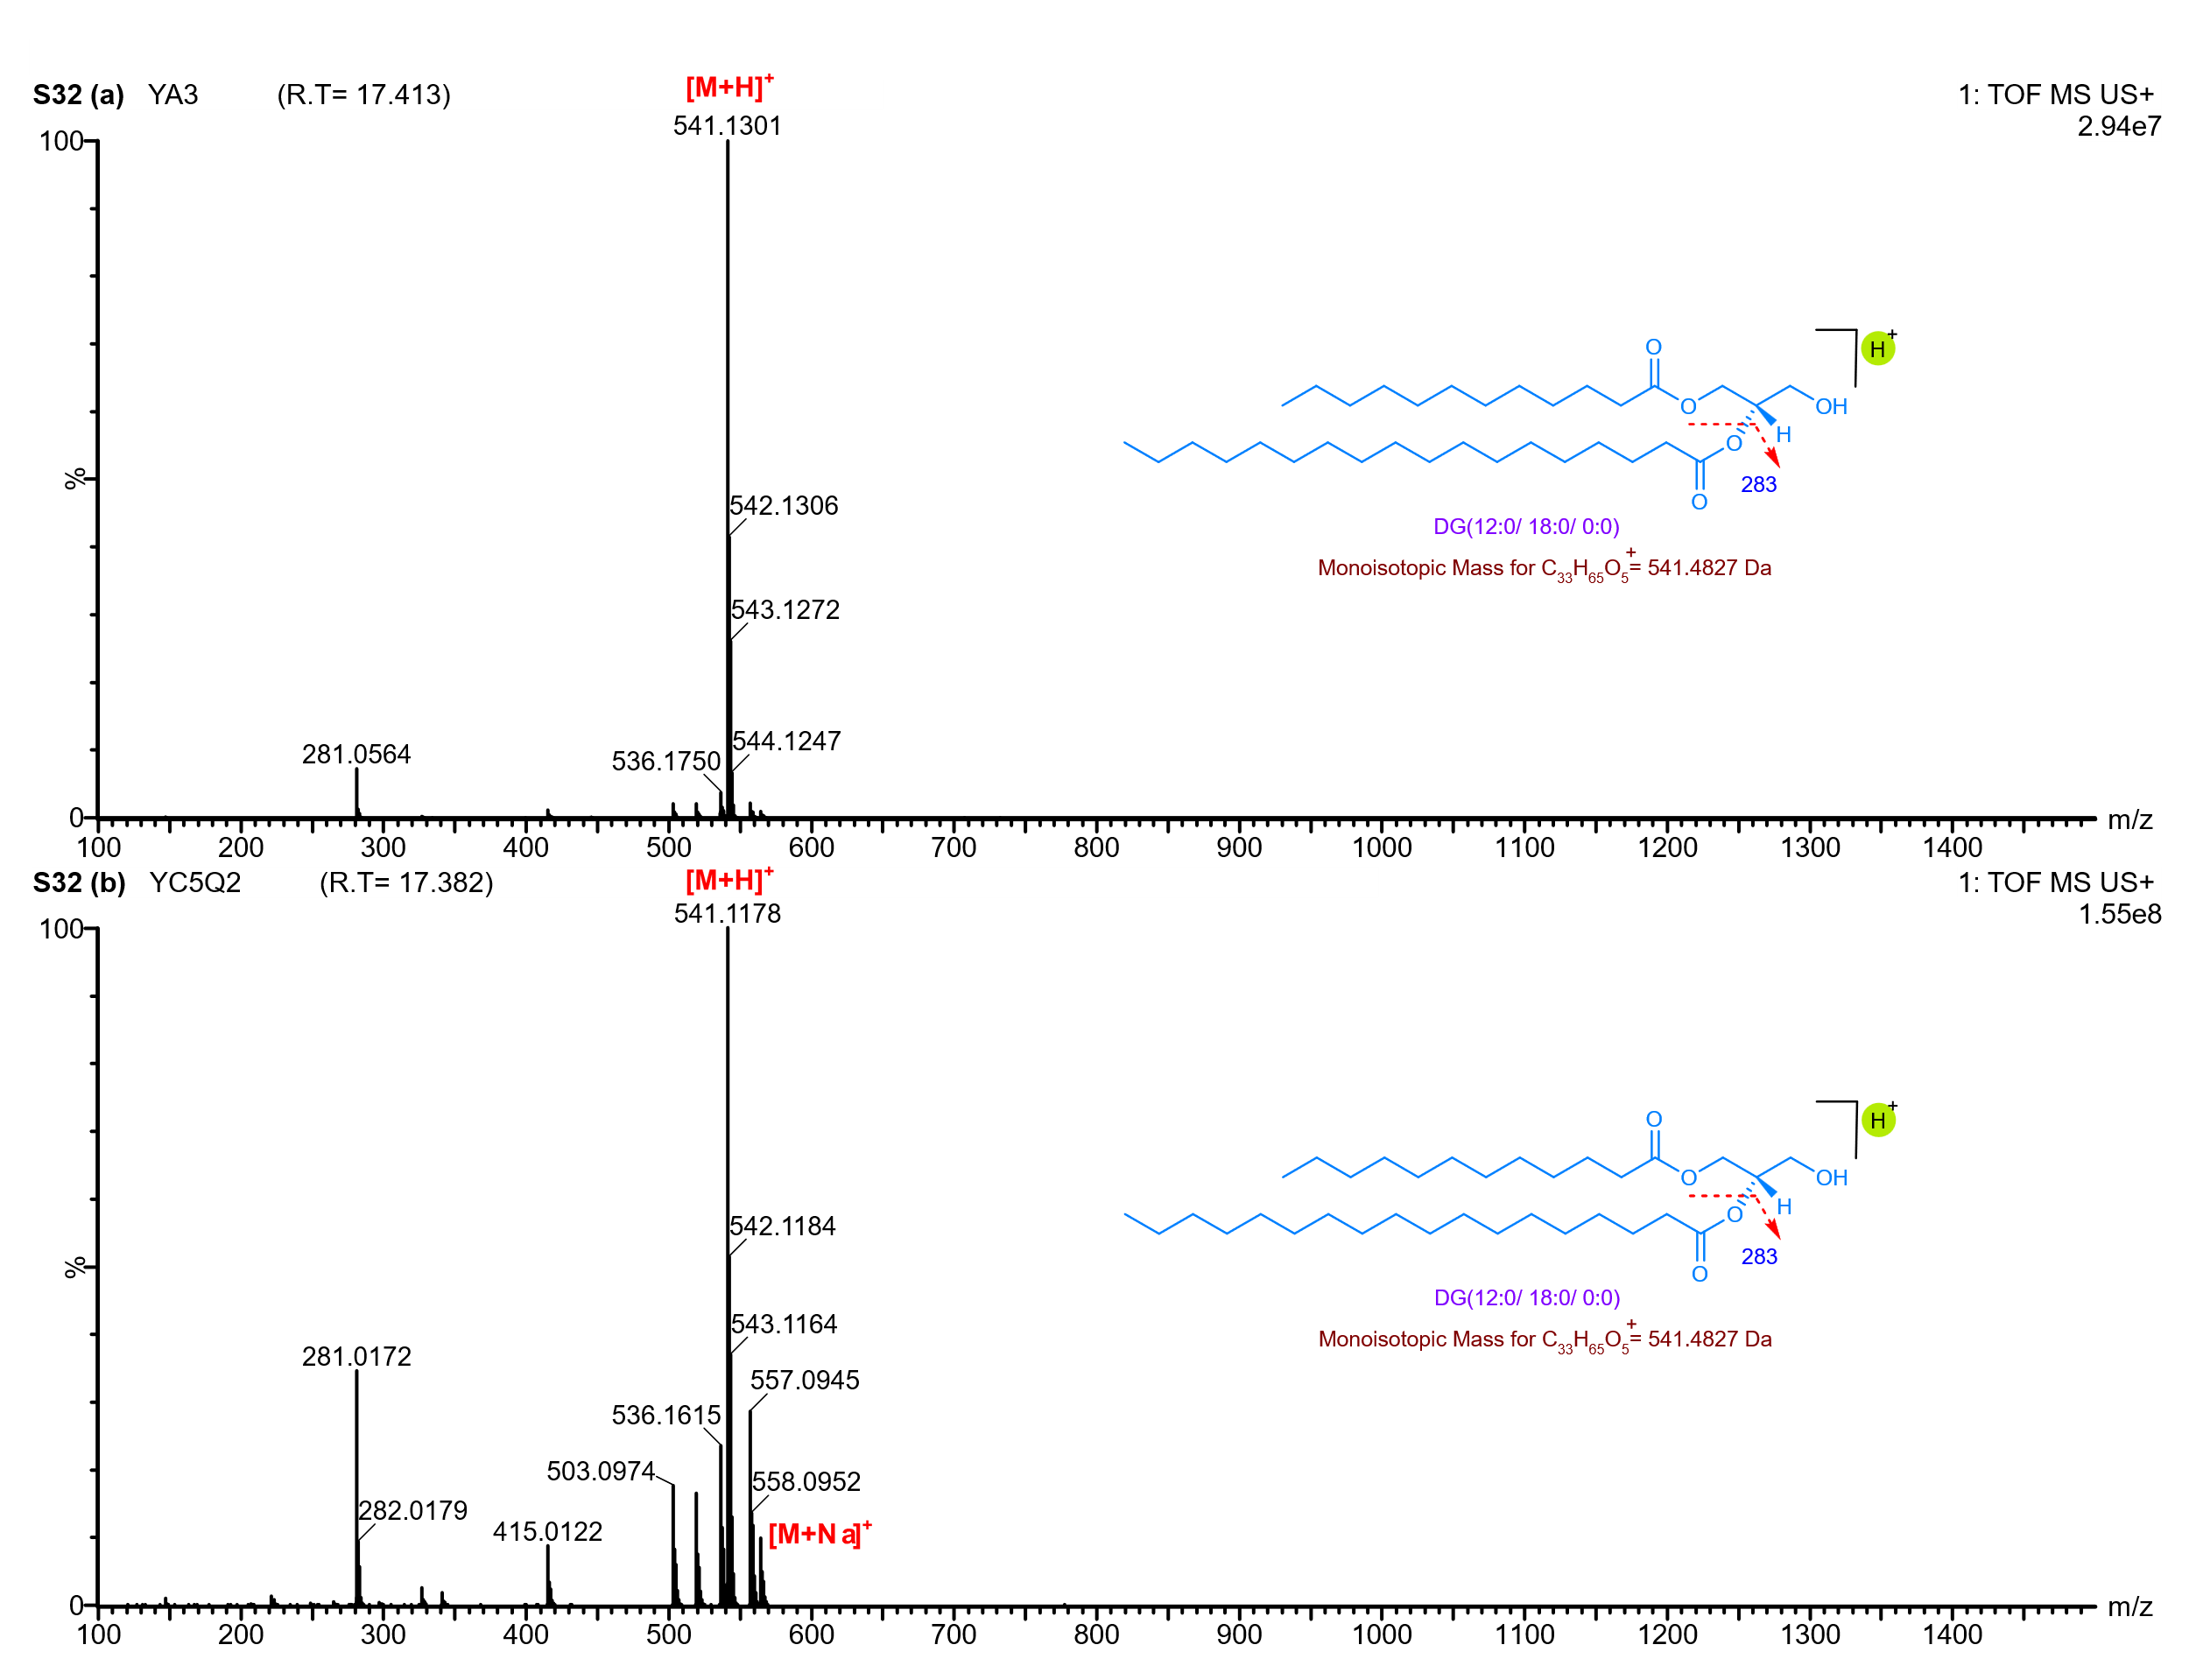 S32 (a) YA3 (R.T= 17.413)
[M+H]+
541.1301
1: TOF MS US+
2.94e7
100
%
0
542.1306
543.1272
544.1247
536.1750
281.0564
O
O
OH
H
O
O
H+
283
DG(12:0/ 18:0/ 0:0)
Monoisotopic Mass for C33H65O5+= 541.4827 Da
100 200 300 400 500 600 700 800 900 1000 1100 1200 1300 1400 m/z
S32 (b) YC5Q2 (R.T= 17.382)
[M+H]+
541.1178
1: TOF MS US+
1.55e8
100
%
0
542.1184
543.1164
557.0945
536.1615
503.0974
558.0952
[M+Na]+
281.0172
282.0179
415.0122
O
O
OH
H
O
O
H+
283
DG(12:0/ 18:0/ 0:0)
Monoisotopic Mass for C33H65O5+= 541.4827 Da
100 200 300 400 500 600 700 800 900 1000 1100 1200 1300 1400 m/z